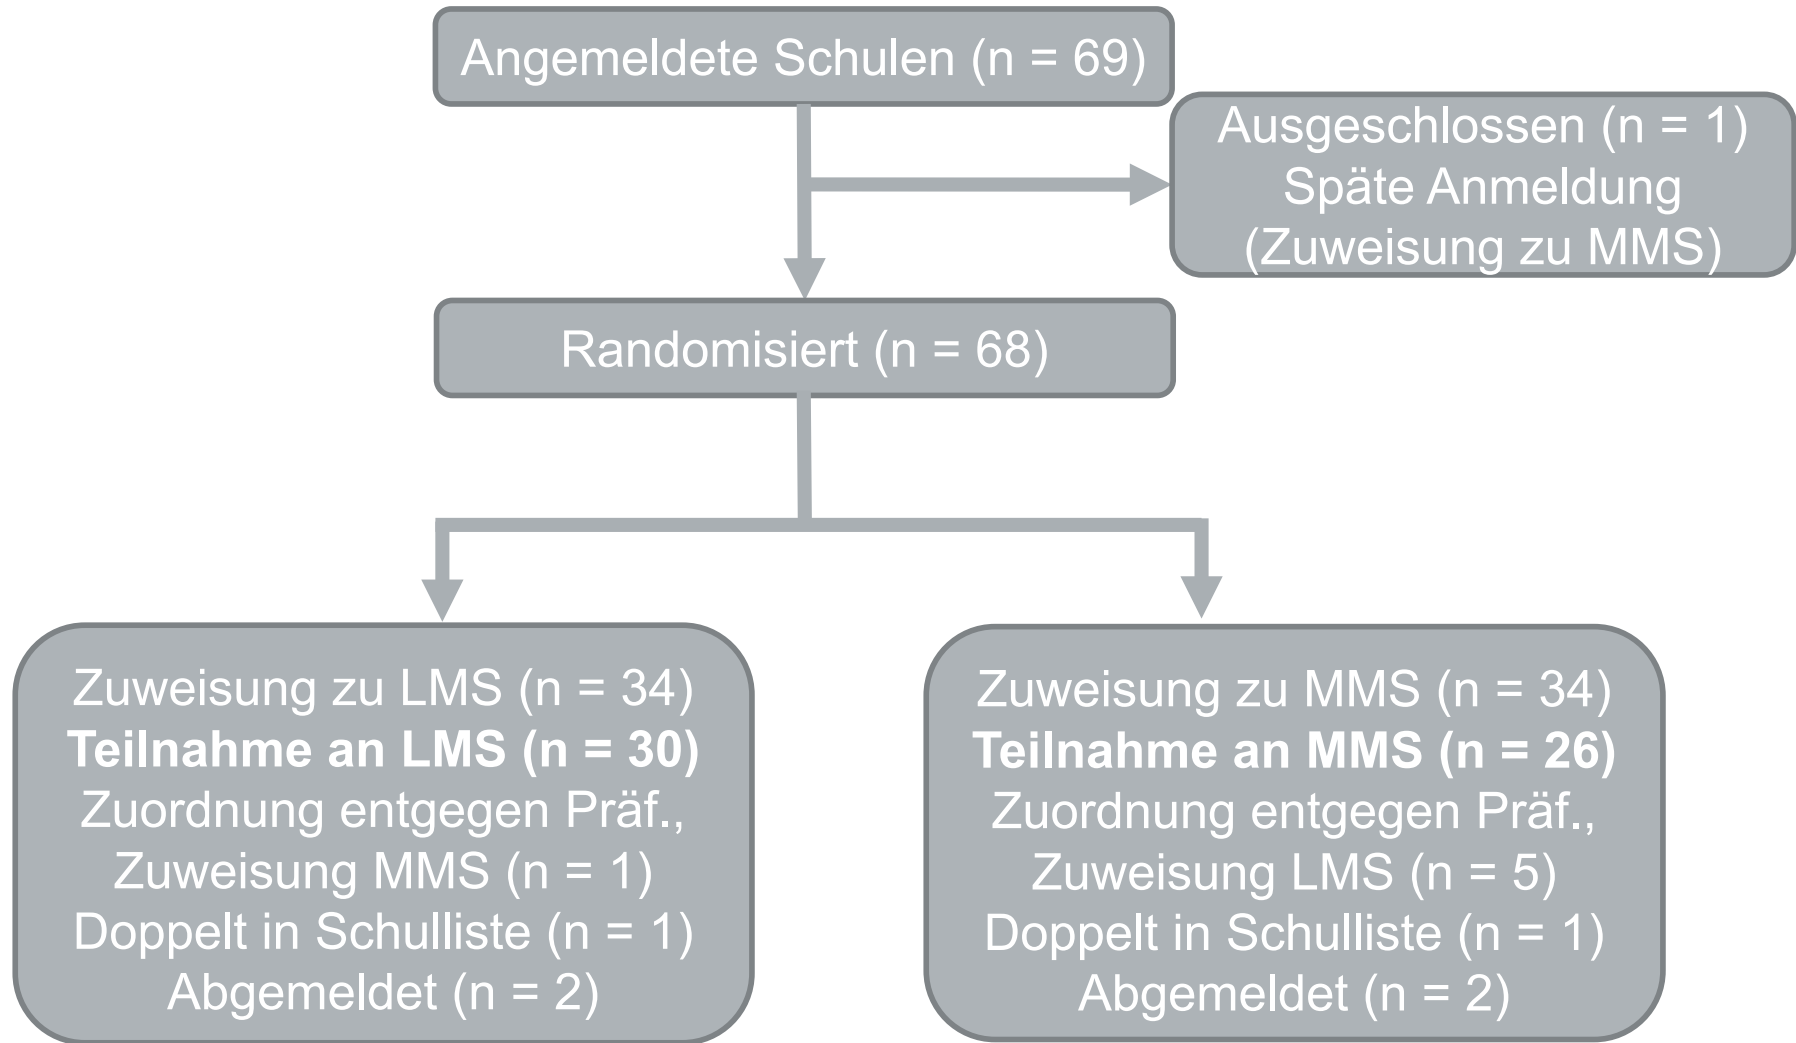 Angemeldete Schulen (n = 69)
Ausgeschlossen (n = 1)
Späte Anmeldung
(Zuweisung zu MMS)
Randomisiert (n = 68)
Zuweisung zu LMS (n = 34)
Teilnahme an LMS (n = 30)
Zuordnung entgegen Präf.,
Zuweisung MMS (n = 1)
Doppelt in Schulliste (n = 1)
Abgemeldet (n = 2)
Zuweisung zu MMS (n = 34)
Teilnahme an MMS (n = 26)
Zuordnung entgegen Präf.,
Zuweisung LMS (n = 5)
Doppelt in Schulliste (n = 1)
Abgemeldet (n = 2)